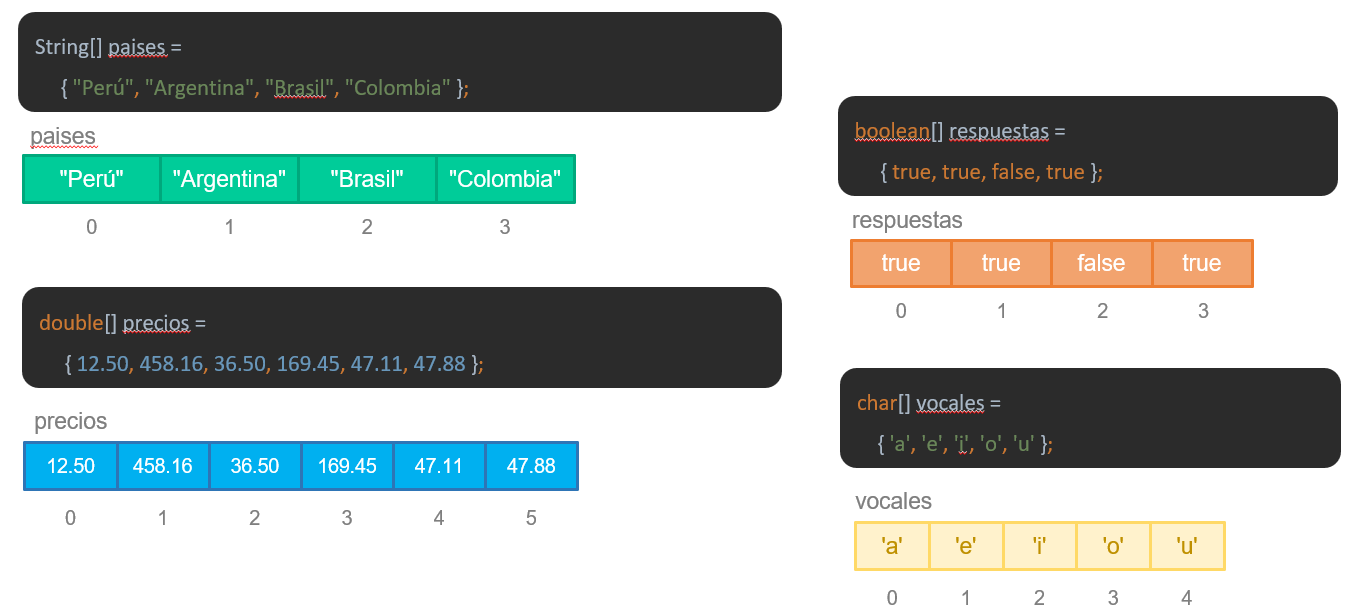 String[] paises =
{ "Perú", "Argentina", "Brasil", "Colombia" };
paises
"Perú" "Argentina" "Brasil" "Colombia"
0 1 2 3
double[] precios =
{ 12.50, 458.16, 36.50, 169.45, 47.11, 47.88 };
precios
12.50 458.16 36.50 169.45 47.11 47.88
0 1 2 3 4 5
boolean[] respuestas =
{ true, true, false, true };
respuestas
true true false true
0 1 2 3
char[] vocales =
{ 'a', 'e', 'i', 'o', 'u' };
vocales
'a' 'e' 'i' 'o' 'u'
0 1 2 3 4